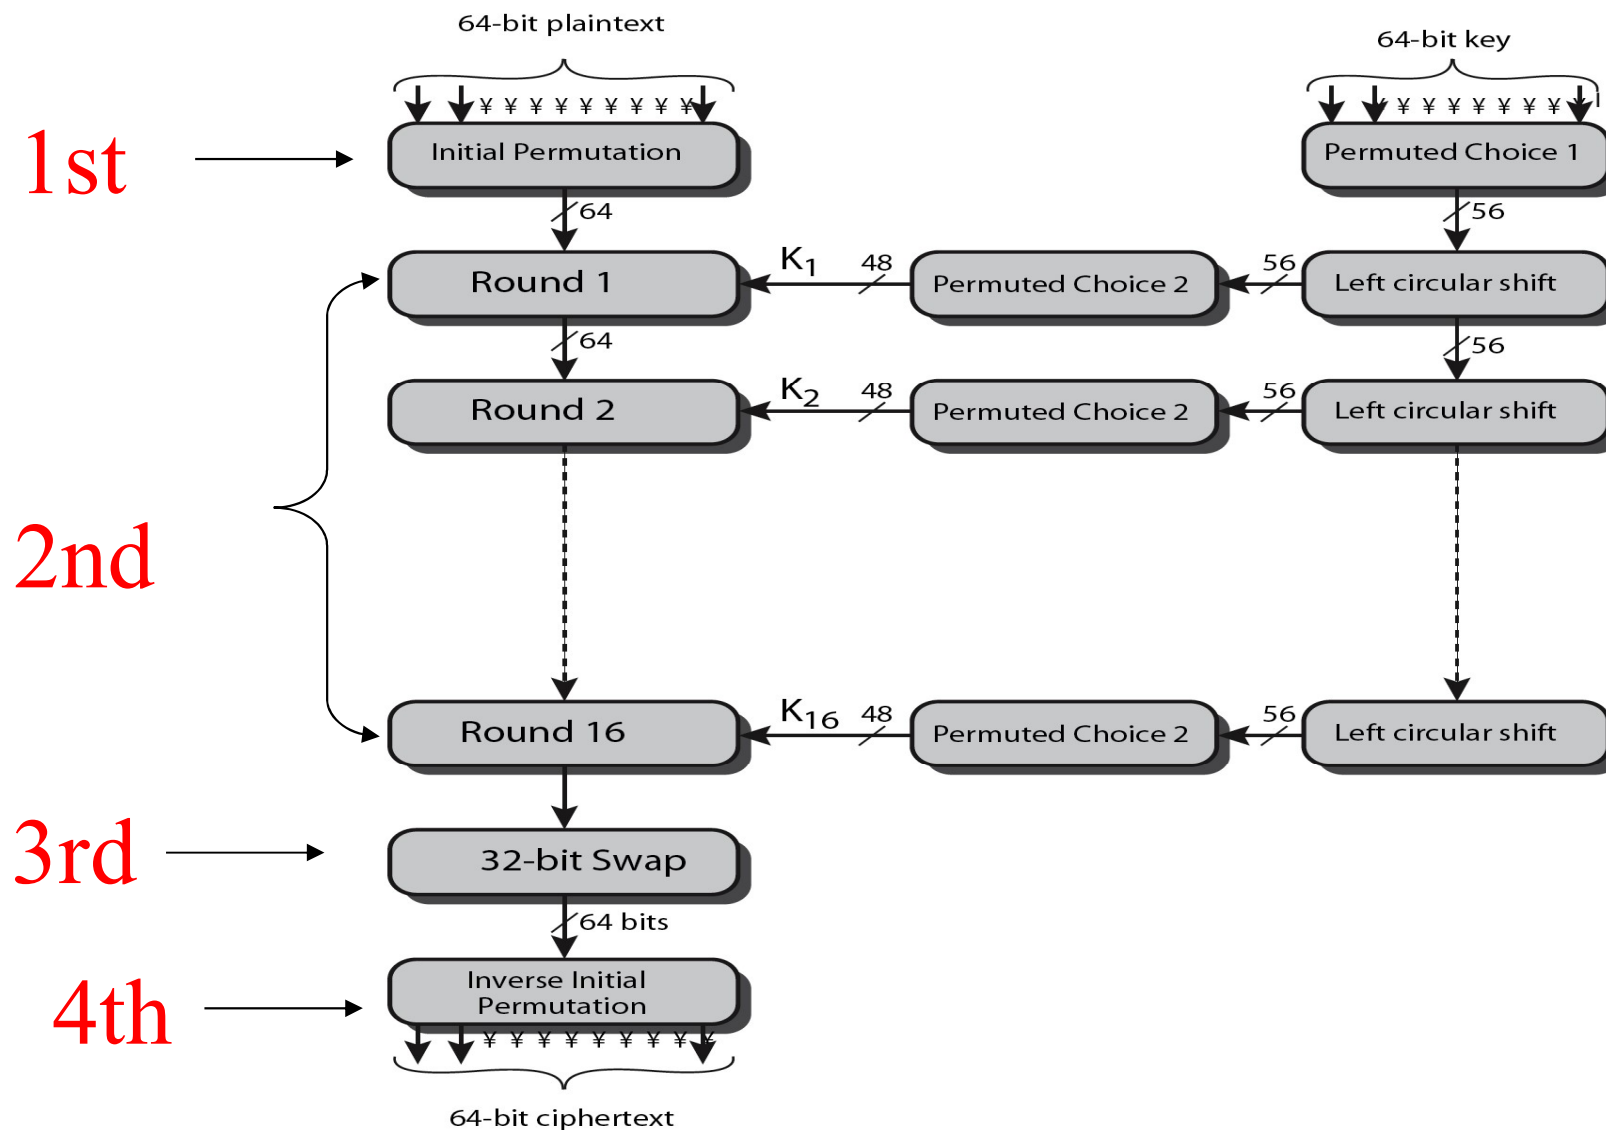 64-bit plaintext
64-bit key
¥ ¥ ¥ ¥ ¥ ¥ ¥ ¥ ¥
¥ ¥ ¥ ¥ ¥ ¥ ¥ ¥ ¥
1st
Initial Permutation
Permuted Choice 1
64
56
Round 1
K1
48
Permuted Choice 2
56
Left circular shift
64
56
Round 2
K2
48
Permuted Choice 2
56
Left circular shift
2nd
Round 16
K16
48
Permuted Choice 2
56
Left circular shift
3rd
32-bit Swap
64 bits
4th
Inverse Initial
Permutation
¥ ¥ ¥ ¥ ¥ ¥ ¥ ¥ ¥
64-bit ciphertext